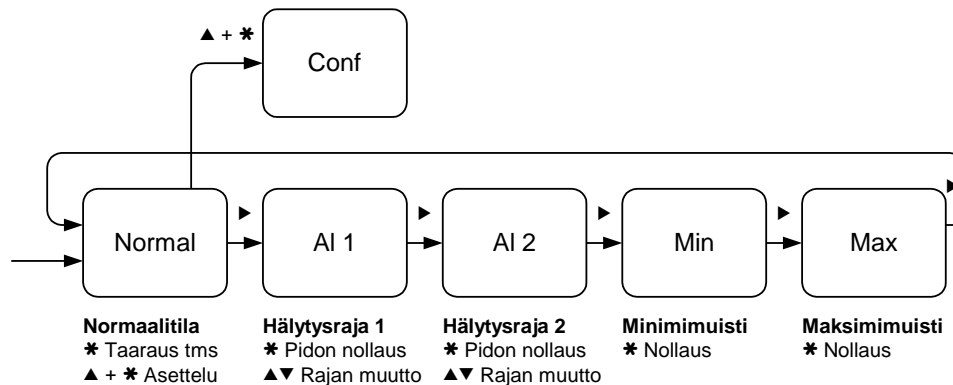 ▲ + ✱
Conf
Normal
Al 1
Al 2
Min
Max
Normaalitila
✱ Taaraus tms
▲ + ✱ Asettelu
Hälytysraja 1
✱ Pidon nollaus
▲▼ Rajan muutto
Hälytysraja 2
✱ Pidon nollaus
▲▼ Rajan muutto
Minimimuisti
✱ Nollaus
Maksimimuisti
✱ Nollaus